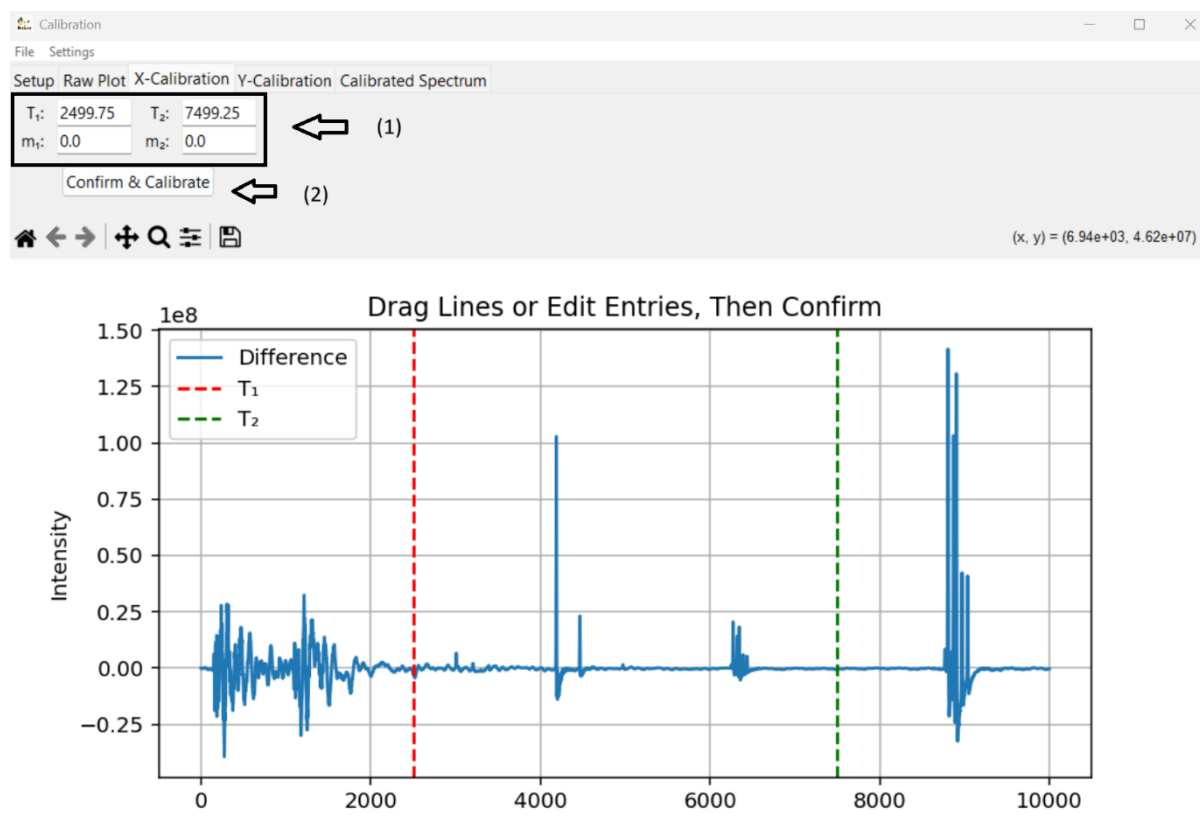 Calibration
File Settings
Setup Raw Plot X-Calibration Y-Calibration Calibrated Spectrum
T₁: 2499.75 T₂: 7499.25 (1)
m₁: 0.0 m₂: 0.0
Confirm & Calibrate (2)
(x, y) = (6.94e+03, 4.62e+07)
Drag Lines or Edit Entries, Then Confirm
1e8
1.50
Difference
T₁
T₂
1.25
1.00
0.75
0.50
0.25
0.00
−0.25
Intensity
0 2000 4000 6000 8000 10000